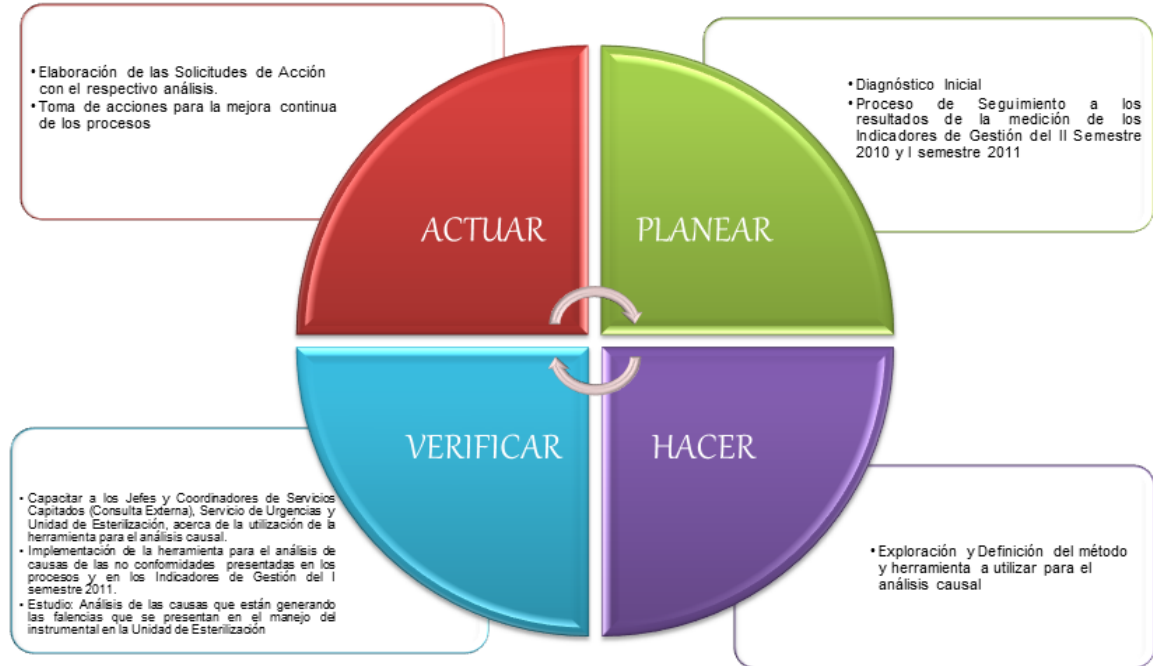 • Elaboración de las Solicitudes de Acción
con el respectivo análisis.
• Toma de acciones para la mejora continua
de los procesos
• Diagnóstico Inicial
• Proceso de Seguimiento a los
resultados de la medición de los
Indicadores de Gestión del II Semestre
2010 y I semestre 2011
ACTUAR
PLANEAR
VERIFICAR
HACER
• Capacitar a los Jefes y Coordinadores de Servicios
Capitados (Consulta Externa), Servicio de Urgencias y
Unidad de Esterilización, acerca de la utilización de la
herramienta para el análisis causal.
• Implementación de la herramienta para el análisis de
causas de las no conformidades presentadas en los
procesos y en los Indicadores de Gestión del I
semestre 2011.
• Estudio: Análisis de las causas que están generando
las falencias que se presentan en el manejo del
instrumental en la Unidad de Esterilización
• Exploración y Definición del método
y herramienta a utilizar para el
análisis causal